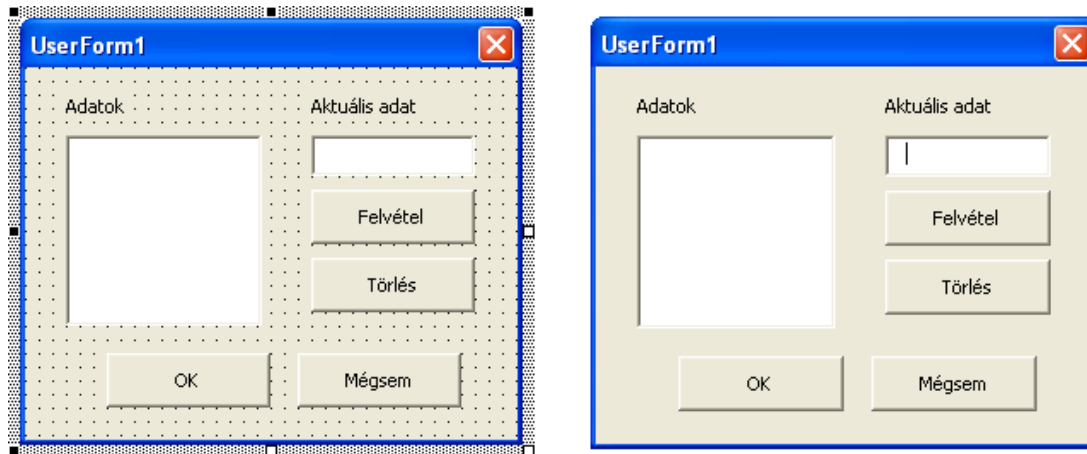 UserForm1
Adatok
Aktuális adat
Felvétel
Törlés
OK
Mégsem
UserForm1
Adatok
Aktuális adat
Felvétel
Törlés
OK
Mégsem